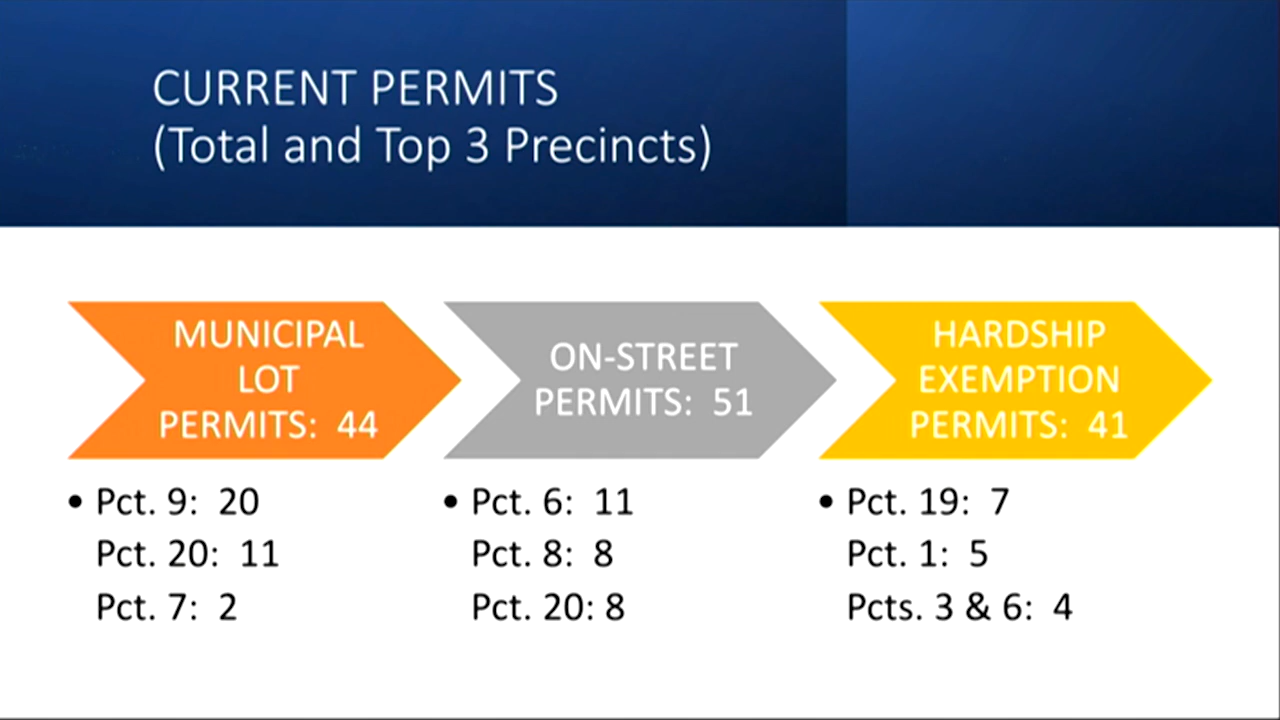 CURRENT PERMITS
(Total and Top 3 Precincts)
MUNICIPAL
LOT
PERMITS: 44
• Pct. 9: 20
Pct. 20: 11
Pct. 7: 2
ON-STREET
PERMITS: 51
• Pct. 6: 11
Pct. 8: 8
Pct. 20: 8
HARDSHIP
EXEMPTION
PERMITS: 41
• Pct. 19: 7
Pct. 1: 5
Pcts. 3 & 6: 4